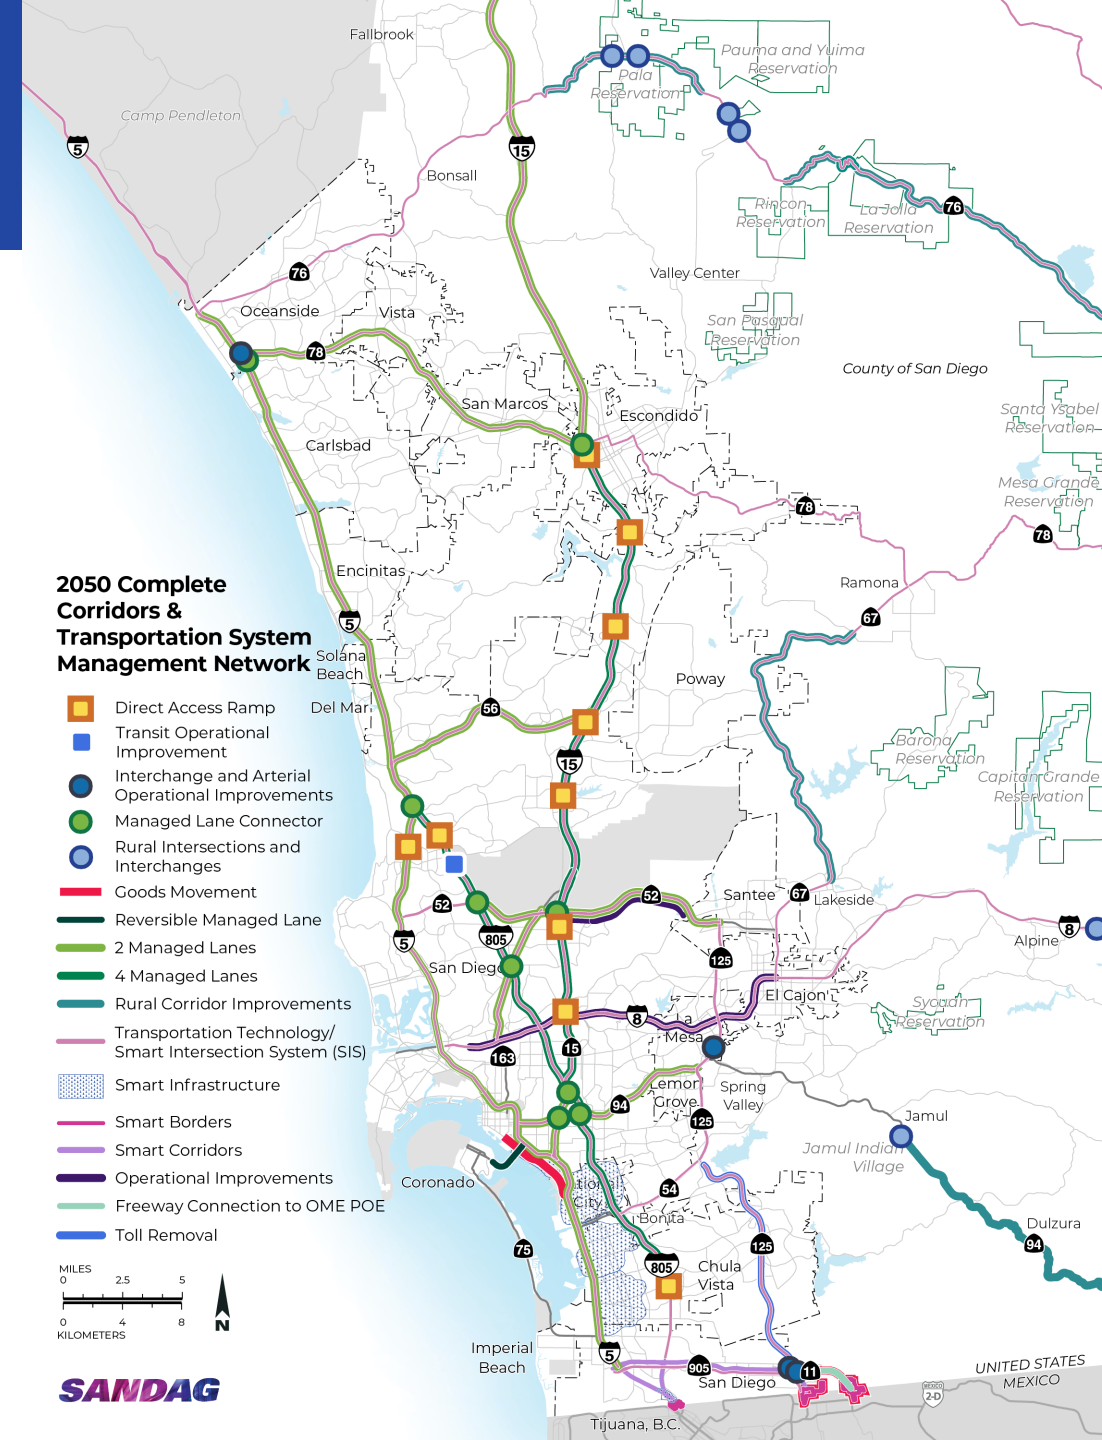 Fallbrook
Pauma and Yuima
Reservation
Pala
Reservation
Camp Pendleton
5
15
Bonsall
Rincon
Reservation
La Jolla
Reservation
76
Valley Center
76
Oceanside
Vista
San Pasqual
Reservation
78
County of San Diego
San Marcos
Escondido
Santa Ysabel
Reservation
Carlsbad
Mesa Grande
Reservation
78
78
Encinitas
Ramona
67
5
2050 Complete
Corridors &
Transportation System
Management Network
Solana
Beach
Del Mar
56
Poway
15
Barona
Reservation
Capitan Grande
Reservation
Direct Access Ramp
Transit Operational
Improvement
Interchange and Arterial
Operational Improvements
Managed Lane Connector
Rural Intersections and
Interchanges
Goods Movement
Reversible Managed Lane
2 Managed Lanes
4 Managed Lanes
Rural Corridor Improvements
Transportation Technology/
Smart Intersection System (SIS)
Smart Infrastructure
Smart Borders
Smart Corridors
Operational Improvements
Freeway Connection to OME POE
Toll Removal
52
52
Santee
67
Lakeside
5
805
8
Alpine
San Diego
125
El Cajon
Sycuan
Reservation
8
La
Mesa
163
15
Lemon
Grove
Spring
Valley
94
125
Jamul
Jamul Indian
Village
Coronado
National
City
54
Bonita
75
125
Dulzura
94
805
Chula
Vista
MILES
0 2.5 5
0 4 8
KILOMETERS
N
Imperial
Beach
5
905
11
San Diego
UNITED STATES
MEXICO
MEXICO
2-D
SANDAG
Tijuana, B.C.